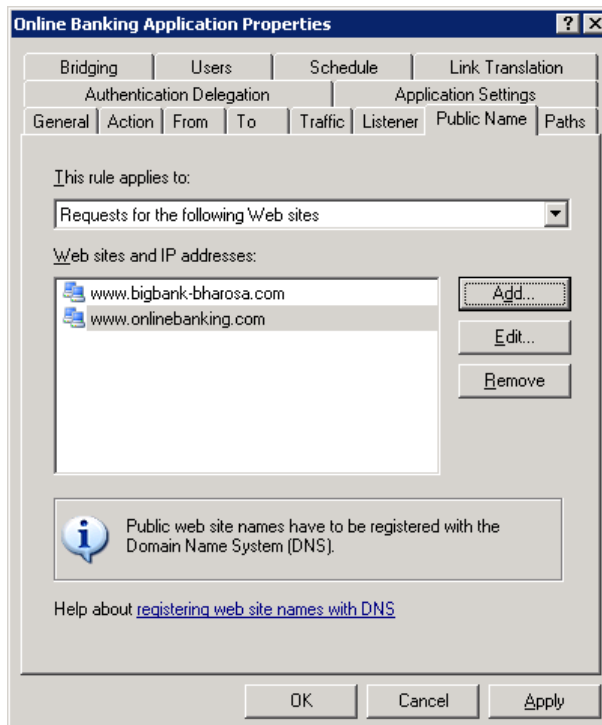 Online Banking Application Properties
Bridging Users Schedule Link Translation
Authentication Delegation Application Settings
General Action From To Traffic Listener Public Name Paths
This rule applies to:
Requests for the following Web sites
Web sites and IP addresses:
www.bigbank-bharosa.com
www.onlinebanking.com
Add...
Edit...
Remove
Public web site names have to be registered with the
Domain Name System (DNS).
Help about registering web site names with DNS
OK Cancel Apply